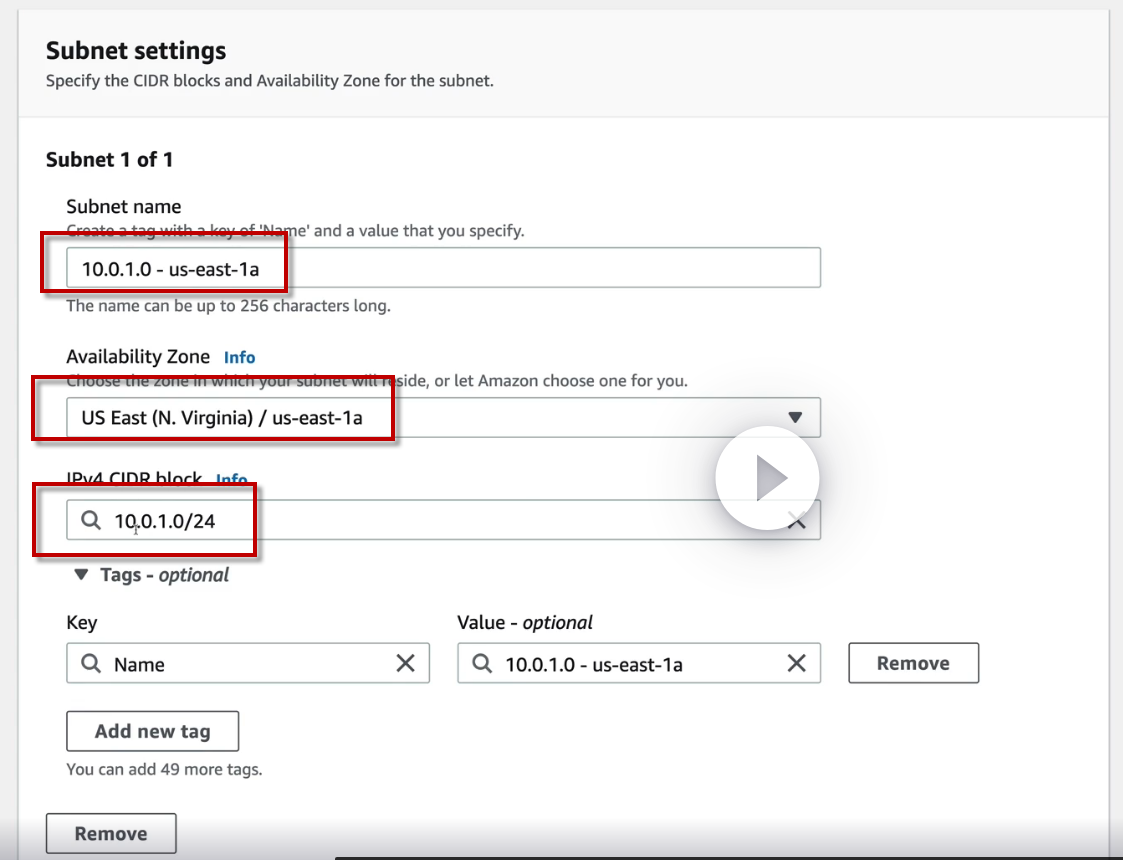 Subnet settings
Specify the CIDR blocks and Availability Zone for the subnet.
Subnet 1 of 1
Subnet name
Create a tag with a key of 'Name' and a value that you specify.
10.0.1.0 - us-east-1a
The name can be up to 256 characters long.
Availability Zone Info
Choose the zone in which your subnet will reside, or let Amazon choose one for you.
US East (N. Virginia) / us-east-1a
IPv4 CIDR block Info
10.0.1.0/24
Tags - optional
Key Value - optional
Name 10.0.1.0 - us-east-1a Remove
Add new tag
You can add 49 more tags.
Remove